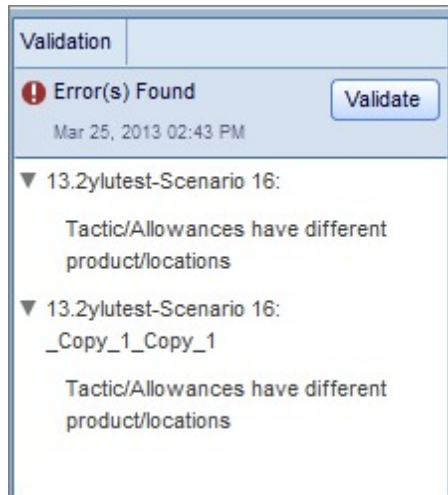 Validation
Error(s) Found
Validate
Mar 25, 2013 02:43 PM
13.2ylutest-Scenario 16:
Tactic/Allowances have different
product/locations
13.2ylutest-Scenario 16:
_Copy_1_Copy_1
Tactic/Allowances have different
product/locations